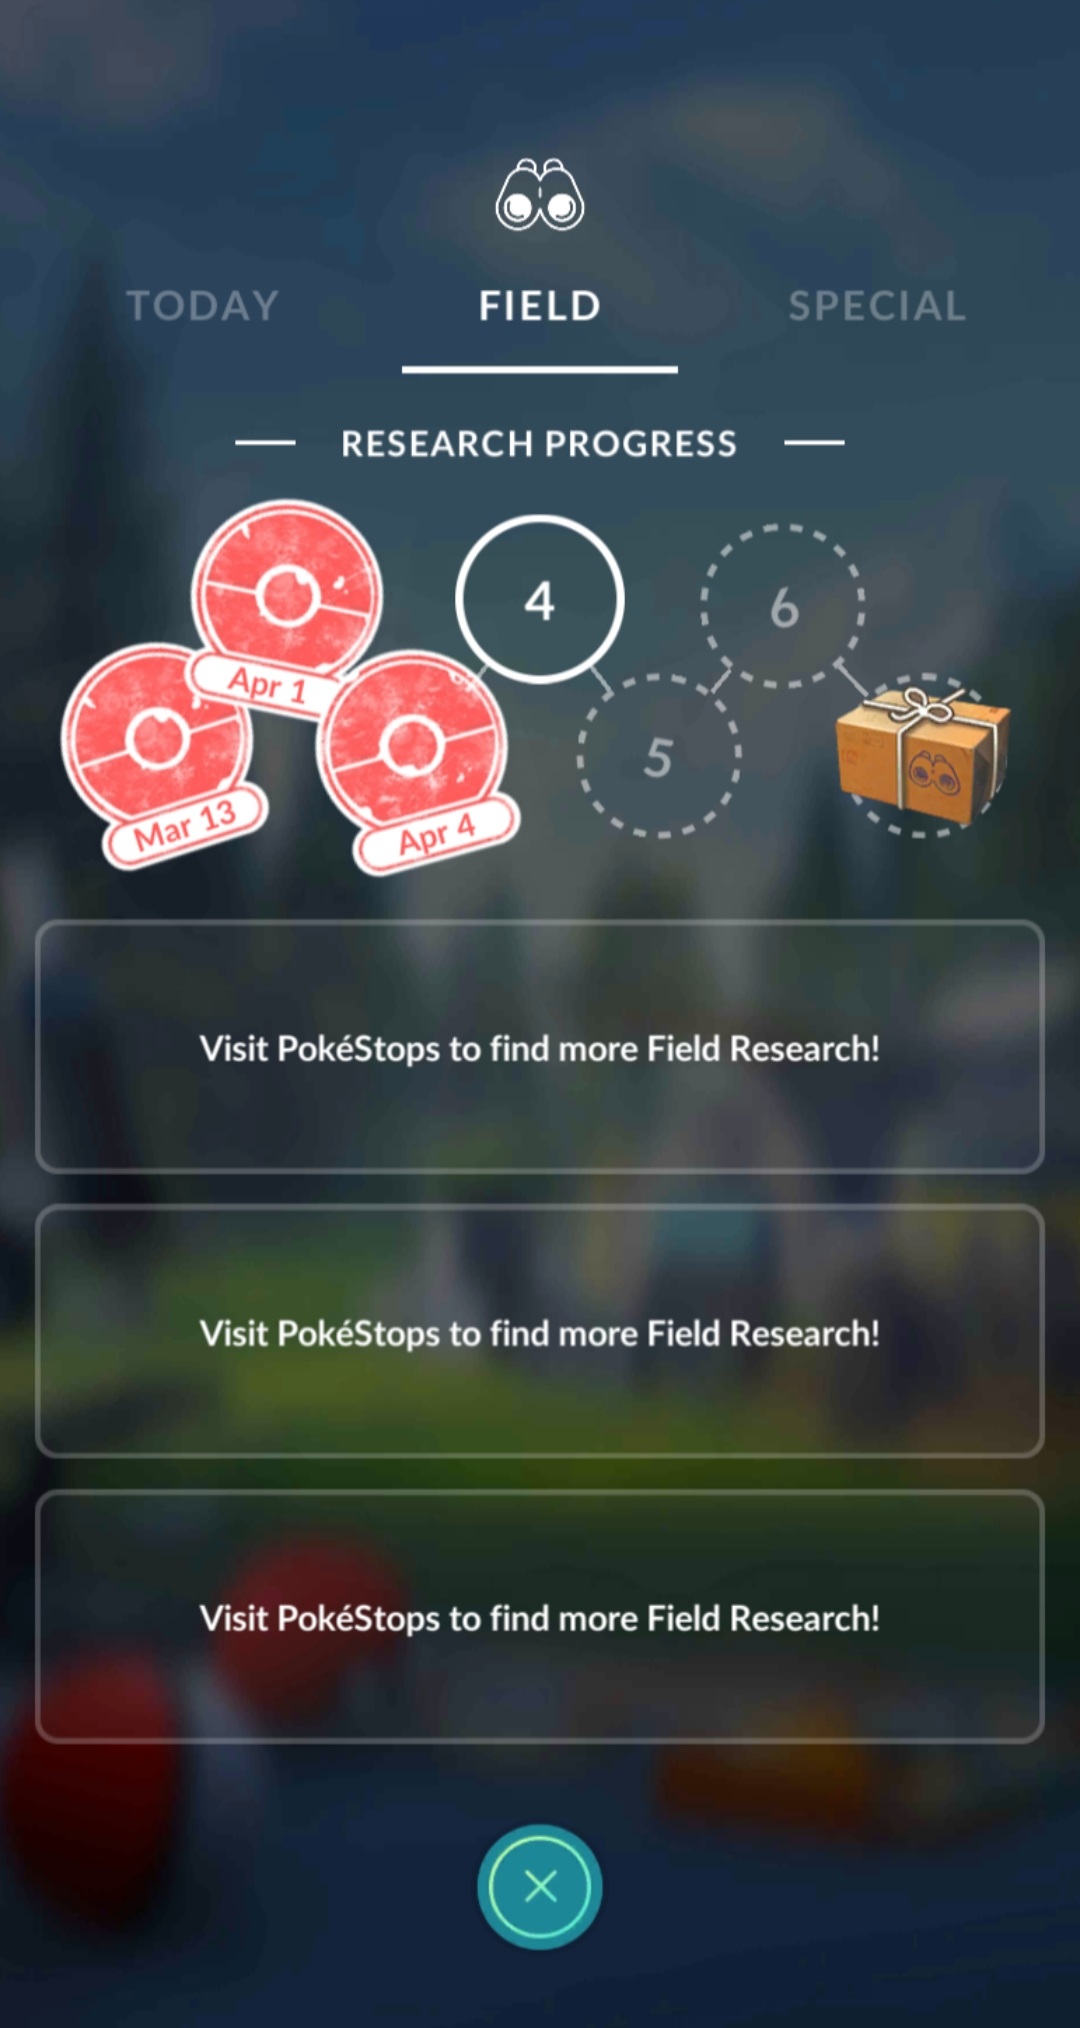 TODAY
FIELD
SPECIAL
RESEARCH PROGRESS
Mar 13
Apr 1
Apr 4
4
5
6
Visit PokéStops to find more Field Research!
Visit PokéStops to find more Field Research!
Visit PokéStops to find more Field Research!